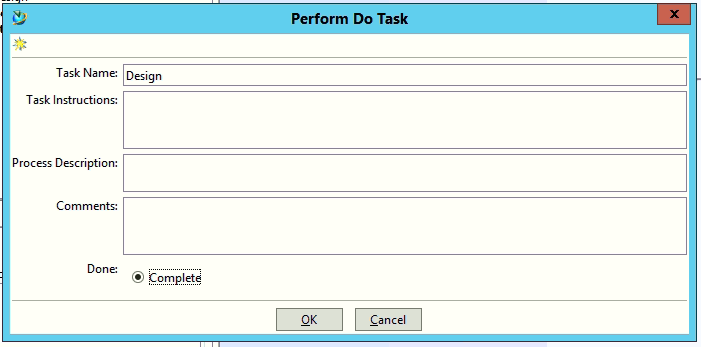 Perform Do Task
Task Name: Design
Task Instructions:
Process Description:
Comments:
Done: Complete
OK Cancel